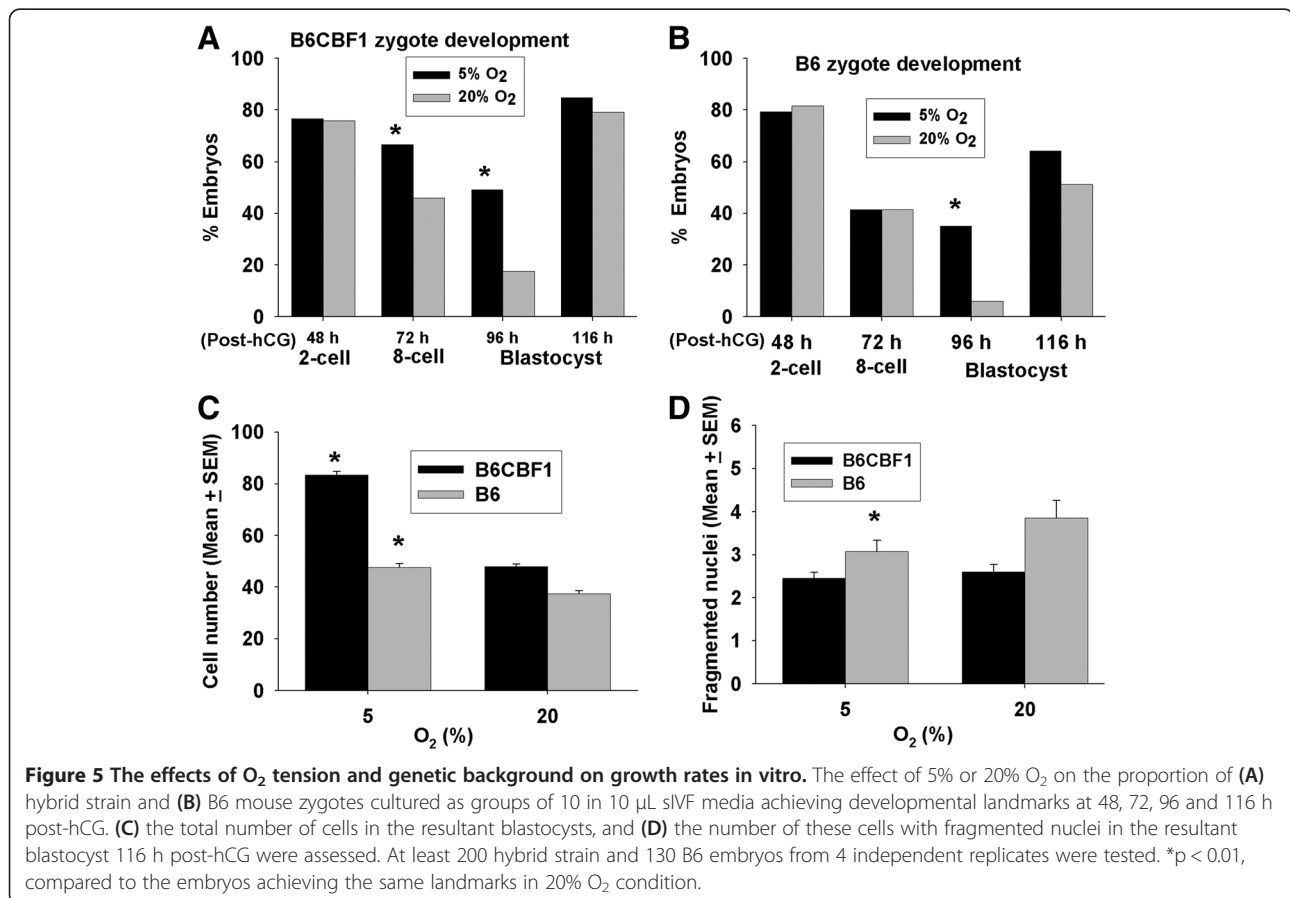 A
B6CBF1 zygote development
100
80
60
40
20
0
% Embryos
5% O2
20% O2
*
*
(Post-hCG) 48 h 72 h 96 h 116 h
2-cell 8-cell Blastocyst
B
B6 zygote development
100
80
60
40
20
0
% Embryos
5% O2
20% O2
*
(Post-hCG) 48 h 72 h 96 h 116 h
2-cell 8-cell Blastocyst
C
100
80
60
40
20
0
Cell number (Mean ± SEM)
B6CBF1
B6
*
*
5 20
O2 (%)
D
6
5
4
3
2
1
0
Fragmented nuclei (Mean ± SEM)
B6CBF1
B6
*
5 20
O2 (%)
Figure 5 The effects of O2 tension and genetic background on growth rates in vitro. The effect of 5% or 20% O2 on the proportion of (A)
hybrid strain and (B) B6 mouse zygotes cultured as groups of 10 in 10 μL sIVF media achieving developmental landmarks at 48, 72, 96 and 116 h
post-hCG. (C) the total number of cells in the resultant blastocysts, and (D) the number of these cells with fragmented nuclei in the resultant
blastocyst 116 h post-hCG were assessed. At least 200 hybrid strain and 130 B6 embryos from 4 independent replicates were tested. *p < 0.01,
compared to the embryos achieving the same landmarks in 20% O2 condition.